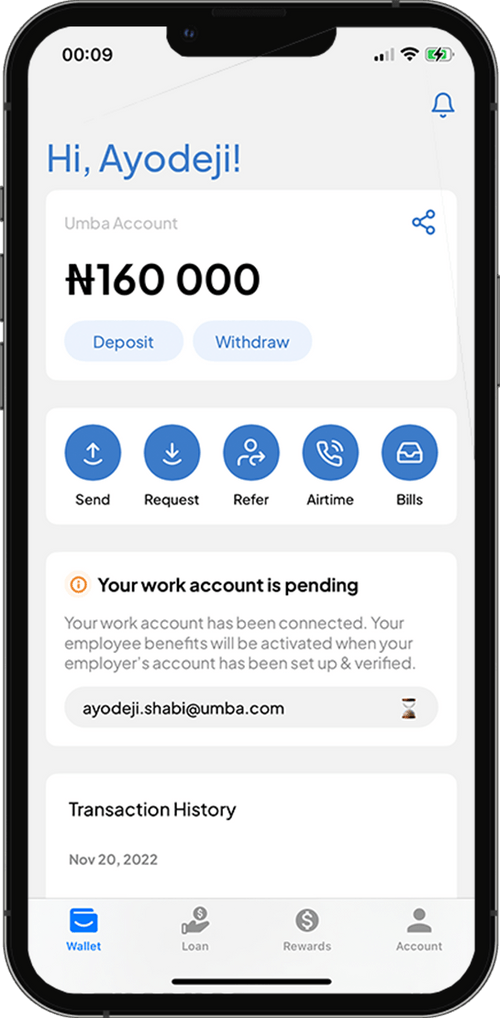 00:09
Hi, Ayodeji!
Umba Account
₦160 000
Deposit Withdraw
Send Request Refer Airtime Bills
Your work account is pending
Your work account has been connected. Your
employee benefits will be activated when your
employer's account has been set up & verified.
ayodeji.shabi@umba.com
Transaction History
Nov 20, 2022
Wallet Loan Rewards Account